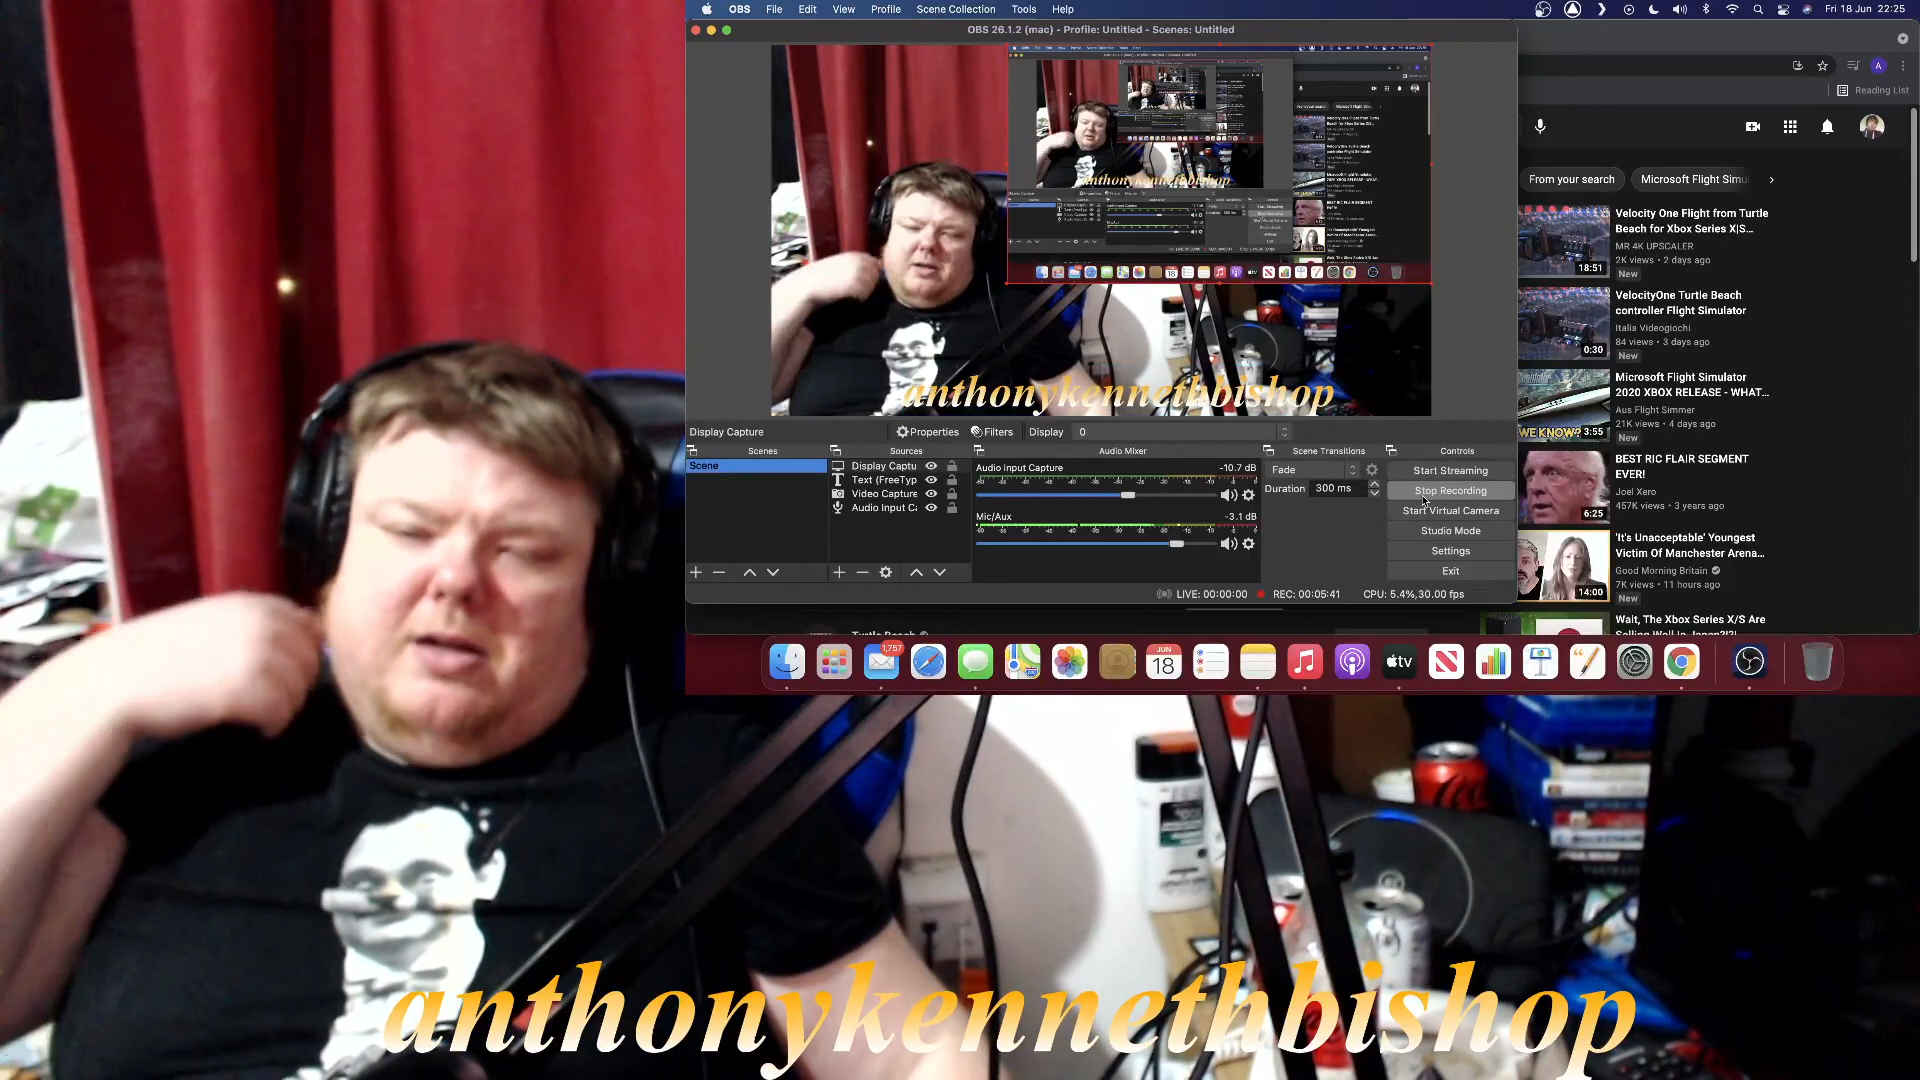 OBS File Edit View Profile Scene Collection Tools Help
Fri 18 Jun 22:25
OBS 26.1.2 (mac) - Profile: Untitled - Scenes: Untitled
A
Reading List
From your search
Microsoft Flight Simu
Velocity One Flight from Turtle
Beach for Xbox Series X|S...
MR 4K UPSCALER
2K views • 2 days ago
New
18:51
VelocityOne Turtle Beach
controller Flight Simulator
Italia Videogiochi
84 views • 3 days ago
New
0:30
Microsoft Flight Simulator
2020 XBOX RELEASE - WHAT...
Aus Flight Simmer
21K views • 4 days ago
New
WE KNOW? 3:55
BEST RIC FLAIR SEGMENT
EVER!
Joel Xero
457K views • 3 years ago
6:25
'It's Unacceptable' Youngest
Victim Of Manchester Arena...
Good Morning Britain
7K views • 11 hours ago
New
14:00
Wait, The Xbox Series X/S Are
anthonykennethbishop
Display Capture
Properties Filters Display 0
Scenes Sources Audio Mixer Scene Transitions Controls
Scene
Display Captu
Text (FreeTyp
Video Capture
Audio Input Ca
Audio Input Capture -10.7 dB
Mic/Aux -3.1 dB
Fade
Duration 300 ms
Start Streaming
Stop Recording
Start Virtual Camera
Studio Mode
Settings
Exit
LIVE: 00:00:00 REC: 00:05:41 CPU: 5.4%,30.00 fps
1,757
JUN
18
tv
anthonykennethbishop